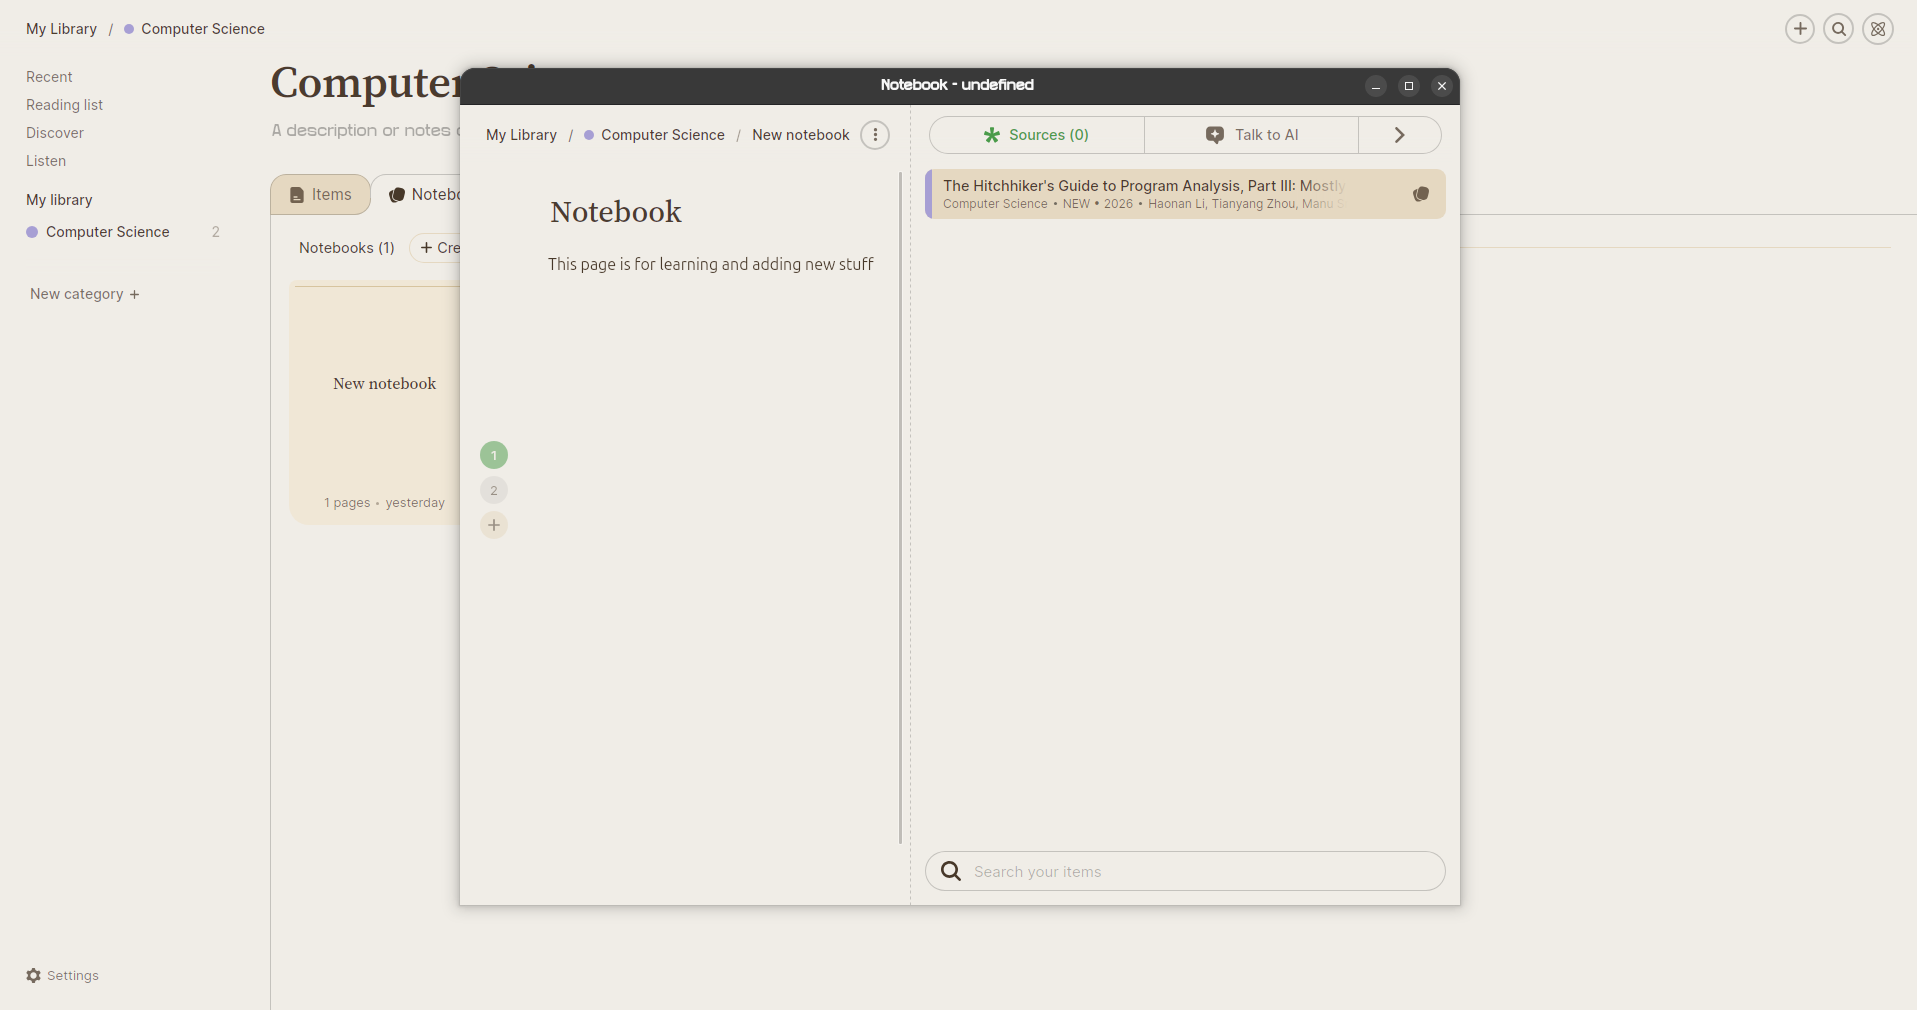 My Library / Computer Science
Recent
Reading list
Discover
Listen
My library
Computer Science 2
New category +
Settings
Computer
A description or notes
Items
Notebo
Notebooks (1)
+ Cre
New notebook
1 pages • yesterday
Notebook - undefined
My Library / Computer Science / New notebook
Notebook
This page is for learning and adding new stuff
1
2
+
Sources (0)
Talk to AI
The Hitchhiker's Guide to Program Analysis, Part III: Mostly
Computer Science • NEW • 2026 • Haonan Li, Tianyang Zhou, Manu S
Search your items